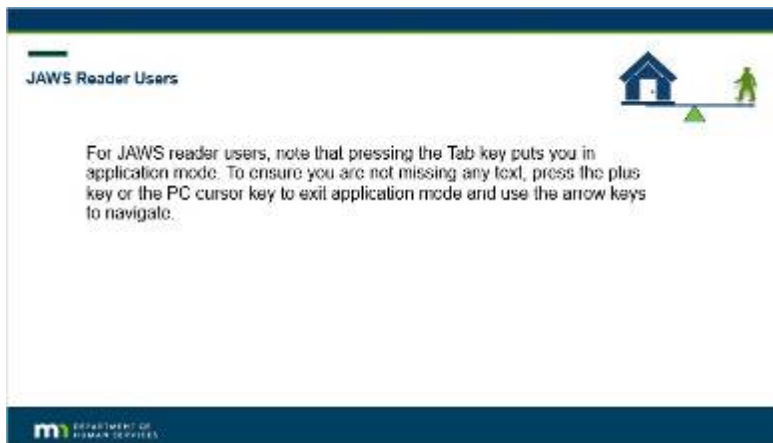 JAWS Reader Users
For JAWS reader users, note that pressing the Tab key puts you in
application mode. To ensure you are not missing any text, press the plus
key or the PC cursor key to exit application mode and use the arrow keys
to navigate.
mn DEPARTMENT OF
HUMAN SERVICES